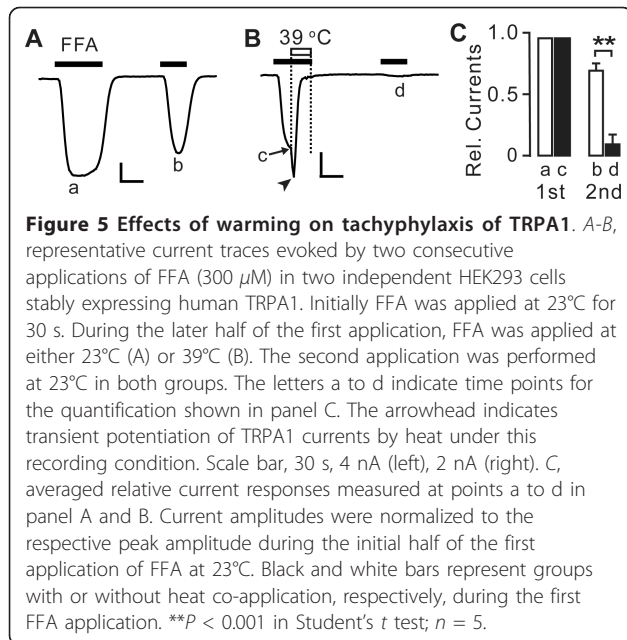 A
FFA
a
b
B
39 °C
c
d
C
Rel. Currents
1.0
0.5
0
**
a c b d
1st 2nd
Figure 5 Effects of warming on tachyphylaxis of TRPA1. A-B,
representative current traces evoked by two consecutive
applications of FFA (300 μM) in two independent HEK293 cells
stably expressing human TRPA1. Initially FFA was applied at 23°C for
30 s. During the later half of the first application, FFA was applied at
either 23°C (A) or 39°C (B). The second application was performed
at 23°C in both groups. The letters a to d indicate time points for
the quantification shown in panel C. The arrowhead indicates
transient potentiation of TRPA1 currents by heat under this
recording condition. Scale bar, 30 s, 4 nA (left), 2 nA (right). C,
averaged relative current responses measured at points a to d in
panel A and B. Current amplitudes were normalized to the
respective peak amplitude during the initial half of the first
application of FFA at 23°C. Black and white bars represent groups
with or without heat co-application, respectively, during the first
FFA application. **P < 0.001 in Student's t test; n = 5.